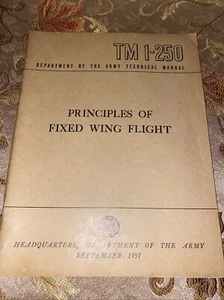 TM 1-250
DEPARTMENT OF THE ARMY TECHNICAL MANUAL
PRINCIPLES OF
FIXED WING FLIGHT
HEADQUARTERS, DEPARTMENT OF THE ARMY
SEPTEMBER 1957